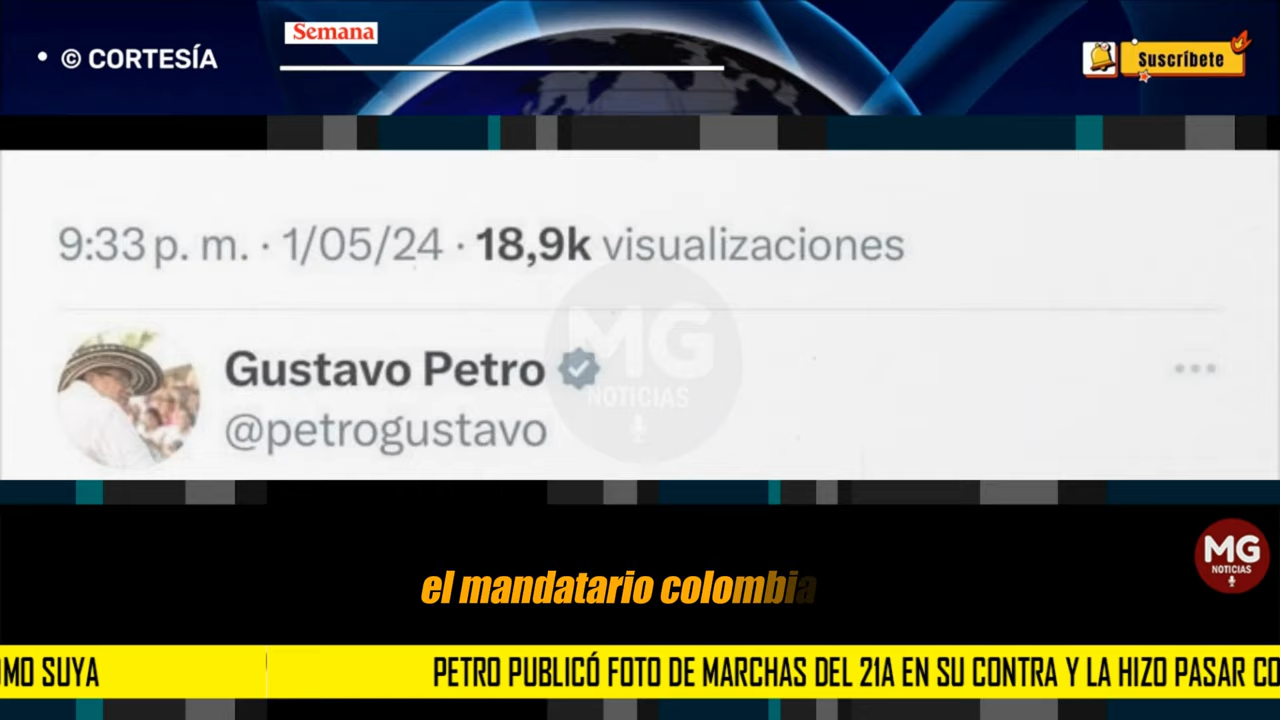 Semana
• © CORTESÍA
Suscríbete
9:33 p. m. · 1/05/24 · 18,9k visualizaciones
MG
NOTICIAS
Gustavo Petro
@petrogustavo
MG
NOTICIAS
el mandatario colombia
OMO SUYA
PETRO PUBLICÓ FOTO DE MARCHAS DEL 21A EN SU CONTRA Y LA HIZO PASAR CO